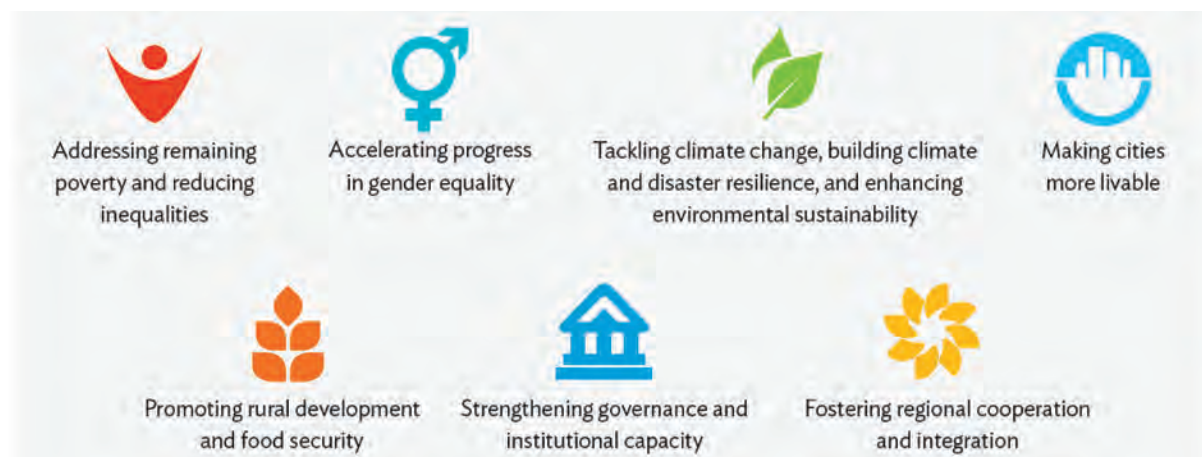 Addressing remaining
poverty and reducing
inequalities
Accelerating progress
in gender equality
Tackling climate change, building climate
and disaster resilience, and enhancing
environmental sustainability
Making cities
more livable
Promoting rural development
and food security
Strengthening governance and
institutional capacity
Fostering regional cooperation
and integration